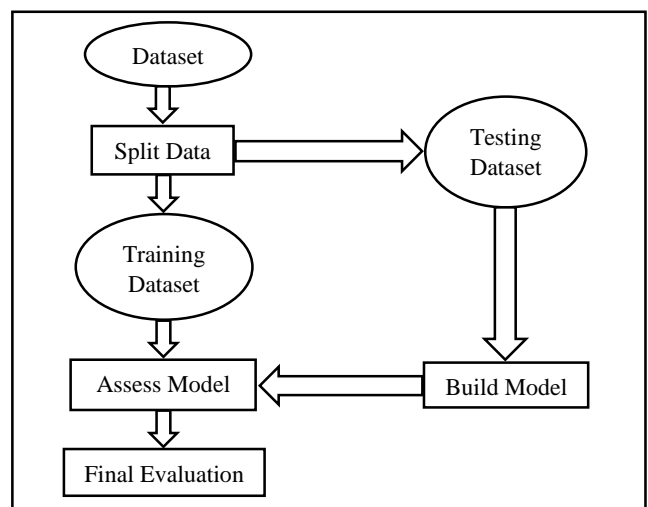 Dataset
Split Data
Testing
Dataset
Training
Dataset
Assess Model
Build Model
Final Evaluation